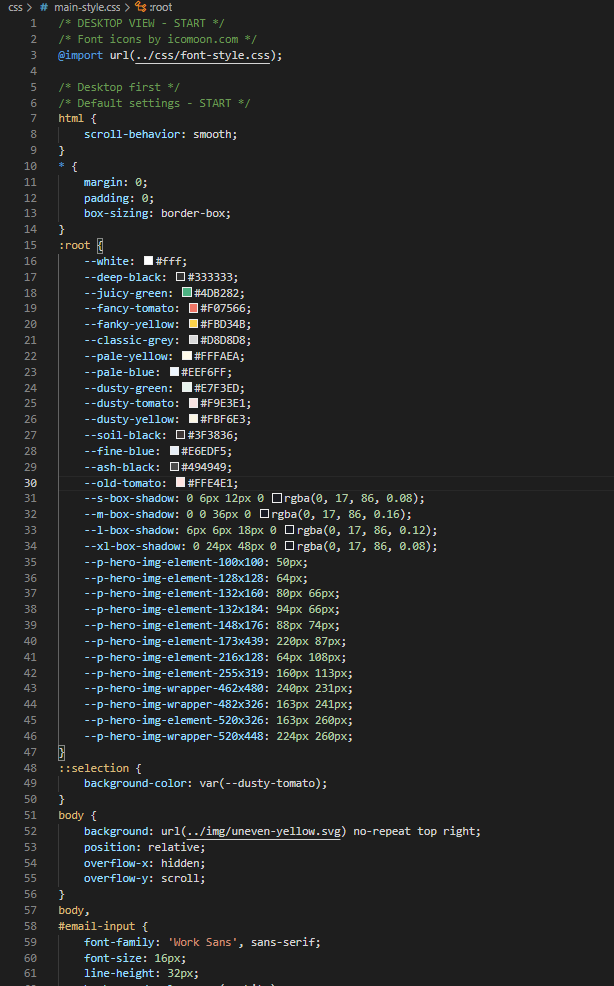 css > # main-style.css > :root
1 /* DESKTOP VIEW - START */
2 /* Font icons by icomoon.com */
3 @import url(../css/font-style.css);
4
5 /* Desktop first */
6 /* Default settings - START */
7 html {
8 scroll-behavior: smooth;
9 }
10 * {
11 margin: 0;
12 padding: 0;
13 box-sizing: border-box;
14 }
15 :root {
16 --white: #fff;
17 --deep-black: #333333;
18 --juicy-green: #4DB282;
19 --fancy-tomato: #F07566;
20 --fanky-yellow: #FBD34B;
21 --classic-grey: #D8D8D8;
22 --pale-yellow: #FFFAEA;
23 --pale-blue: #EEF6FF;
24 --dusty-green: #E7F3ED;
25 --dusty-tomato: #F9E3E1;
26 --dusty-yellow: #FBF6E3;
27 --soil-black: #3F3836;
28 --fine-blue: #E6EDF5;
29 --ash-black: #494949;
30 --old-tomato: #FFE4E1;
31 --s-box-shadow: 0 6px 12px 0 rgba(0, 17, 86, 0.08);
32 --m-box-shadow: 0 0 36px 0 rgba(0, 17, 86, 0.16);
33 --l-box-shadow: 6px 6px 18px 0 rgba(0, 17, 86, 0.12);
34 --xl-box-shadow: 0 24px 48px 0 rgba(0, 17, 86, 0.08);
35 --p-hero-img-element-100x100: 50px;
36 --p-hero-img-element-128x128: 64px;
37 --p-hero-img-element-132x160: 80px 66px;
38 --p-hero-img-element-132x184: 94px 66px;
39 --p-hero-img-element-148x176: 88px 74px;
40 --p-hero-img-element-173x439: 220px 87px;
41 --p-hero-img-element-216x128: 64px 108px;
42 --p-hero-img-element-255x319: 160px 113px;
43 --p-hero-img-wrapper-462x480: 240px 231px;
44 --p-hero-img-wrapper-482x326: 163px 241px;
45 --p-hero-img-element-520x326: 163px 260px;
46 --p-hero-img-wrapper-520x448: 224px 260px;
47 }
48 ::selection {
49 background-color: var(--dusty-tomato);
50 }
51 body {
52 background: url(../img/uneven-yellow.svg) no-repeat top right;
53 position: relative;
54 overflow-x: hidden;
55 overflow-y: scroll;
56 }
57 body,
58 #email-input {
59 font-family: 'Work Sans', sans-serif;
60 font-size: 16px;
61 line-height: 32px;